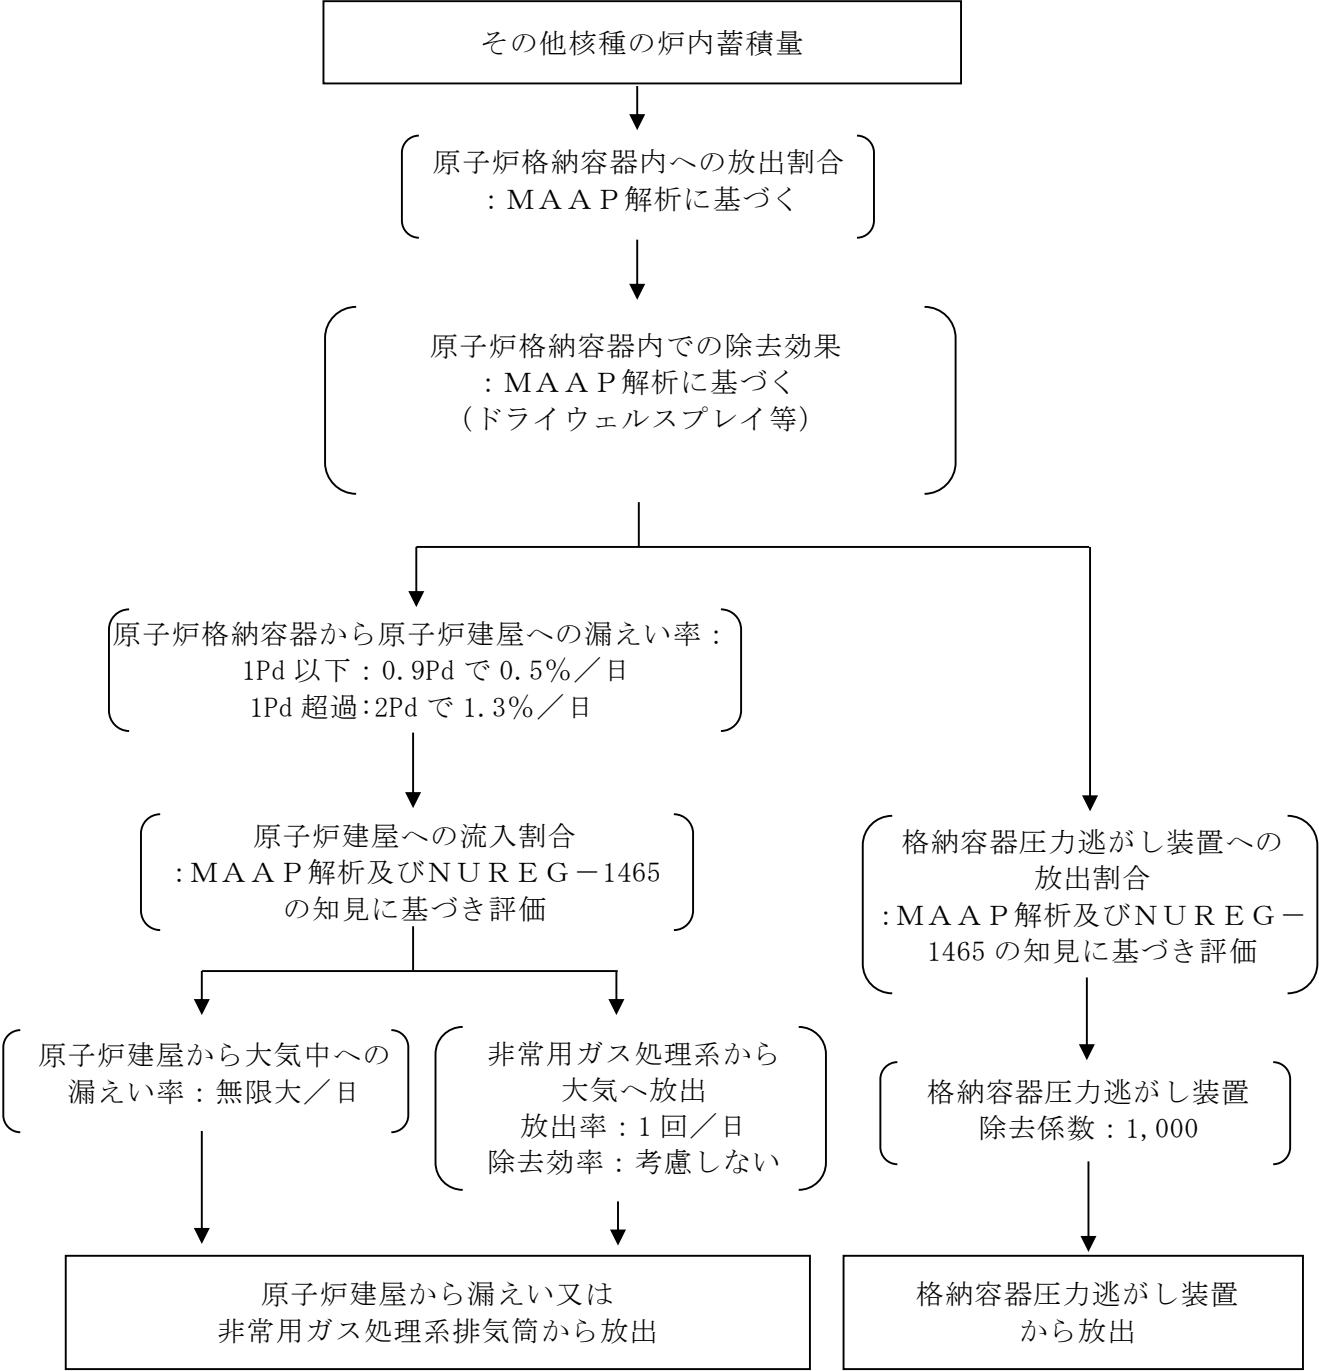 その他核種の炉内蓄積量
原子炉格納容器内への放出割合
：ＭＡＡＰ解析に基づく
原子炉格納容器内での除去効果
：ＭＡＡＰ解析に基づく
（ドライウェルスプレイ等）
原子炉格納容器から原子炉建屋への漏えい率：
1Pd 以下：0.9Pd で 0.5％／日
1Pd 超過：2Pd で 1.3％／日
原子炉建屋への流入割合
：ＭＡＡＰ解析及びＮＵＲＥＧ－1465
の知見に基づき評価
原子炉建屋から大気中への
漏えい率：無限大／日
非常用ガス処理系から
大気へ放出
放出率：1 回／日
除去効率：考慮しない
原子炉建屋から漏えい又は
非常用ガス処理系排気筒から放出
格納容器圧力逃がし装置への
放出割合
：ＭＡＡＰ解析及びＮＵＲＥＧ－
1465 の知見に基づき評価
格納容器圧力逃がし装置
除去係数：1,000
格納容器圧力逃がし装置
から放出